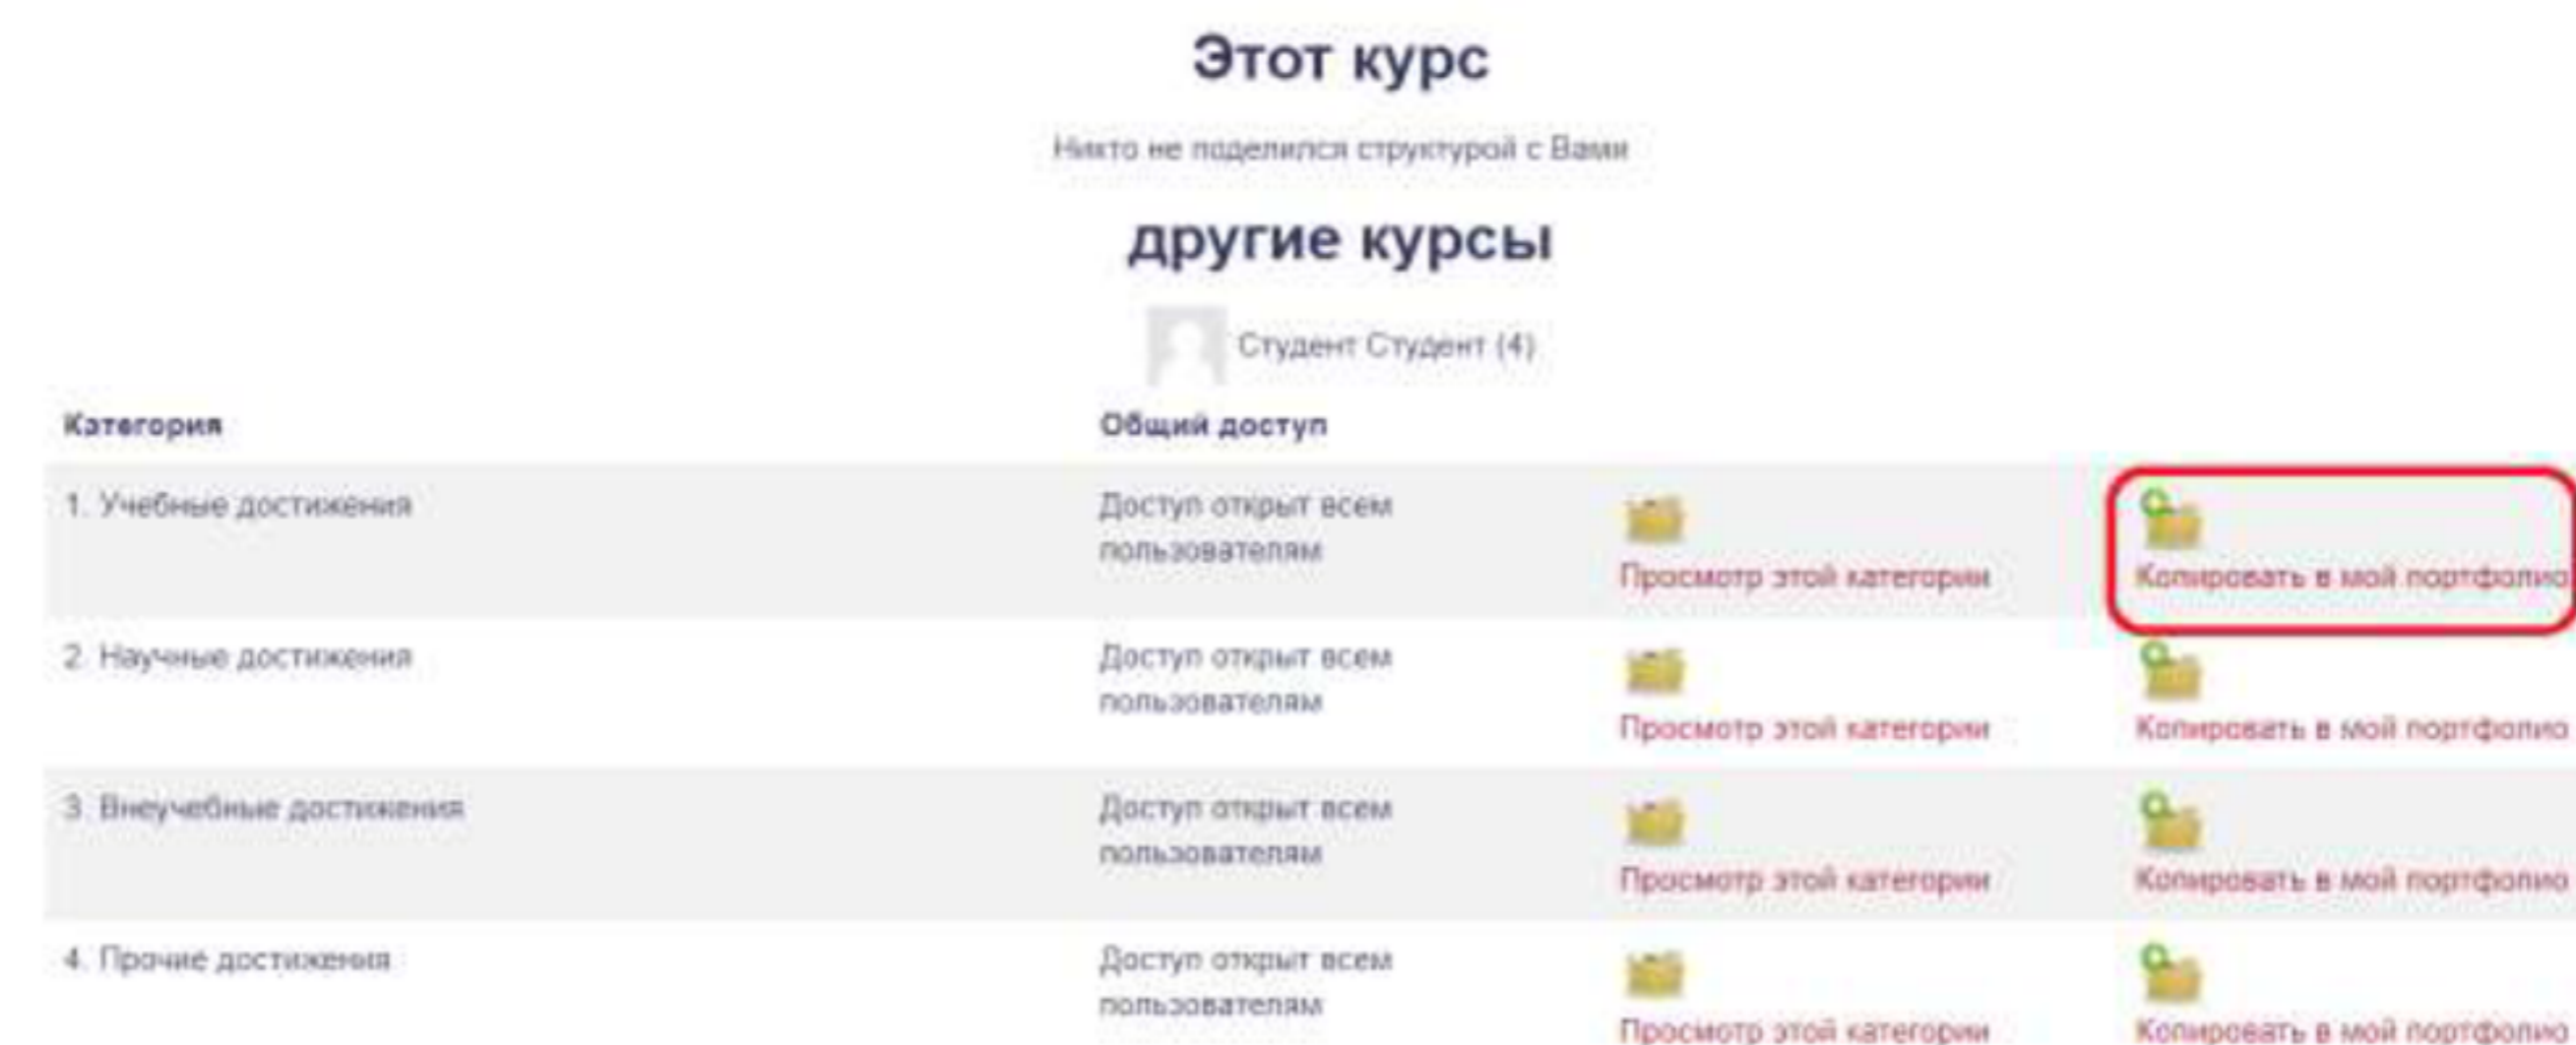 Этот курс
Никто не поделился структурой с Вами
другие курсы
Студент Студент (4)
Категория Общий доступ
1. Учебные достижения Доступ открыт всем
пользователям
Просмотр этой категории Копировать в мой портфолио
2. Научные достижения Доступ открыт всем
пользователям
Просмотр этой категории Копировать в мой портфолио
3. Внеучебные достижения Доступ открыт всем
пользователям
Просмотр этой категории Копировать в мой портфолио
4. Прочие достижения Доступ открыт всем
пользователям
Просмотр этой категории Копировать в мой портфолио